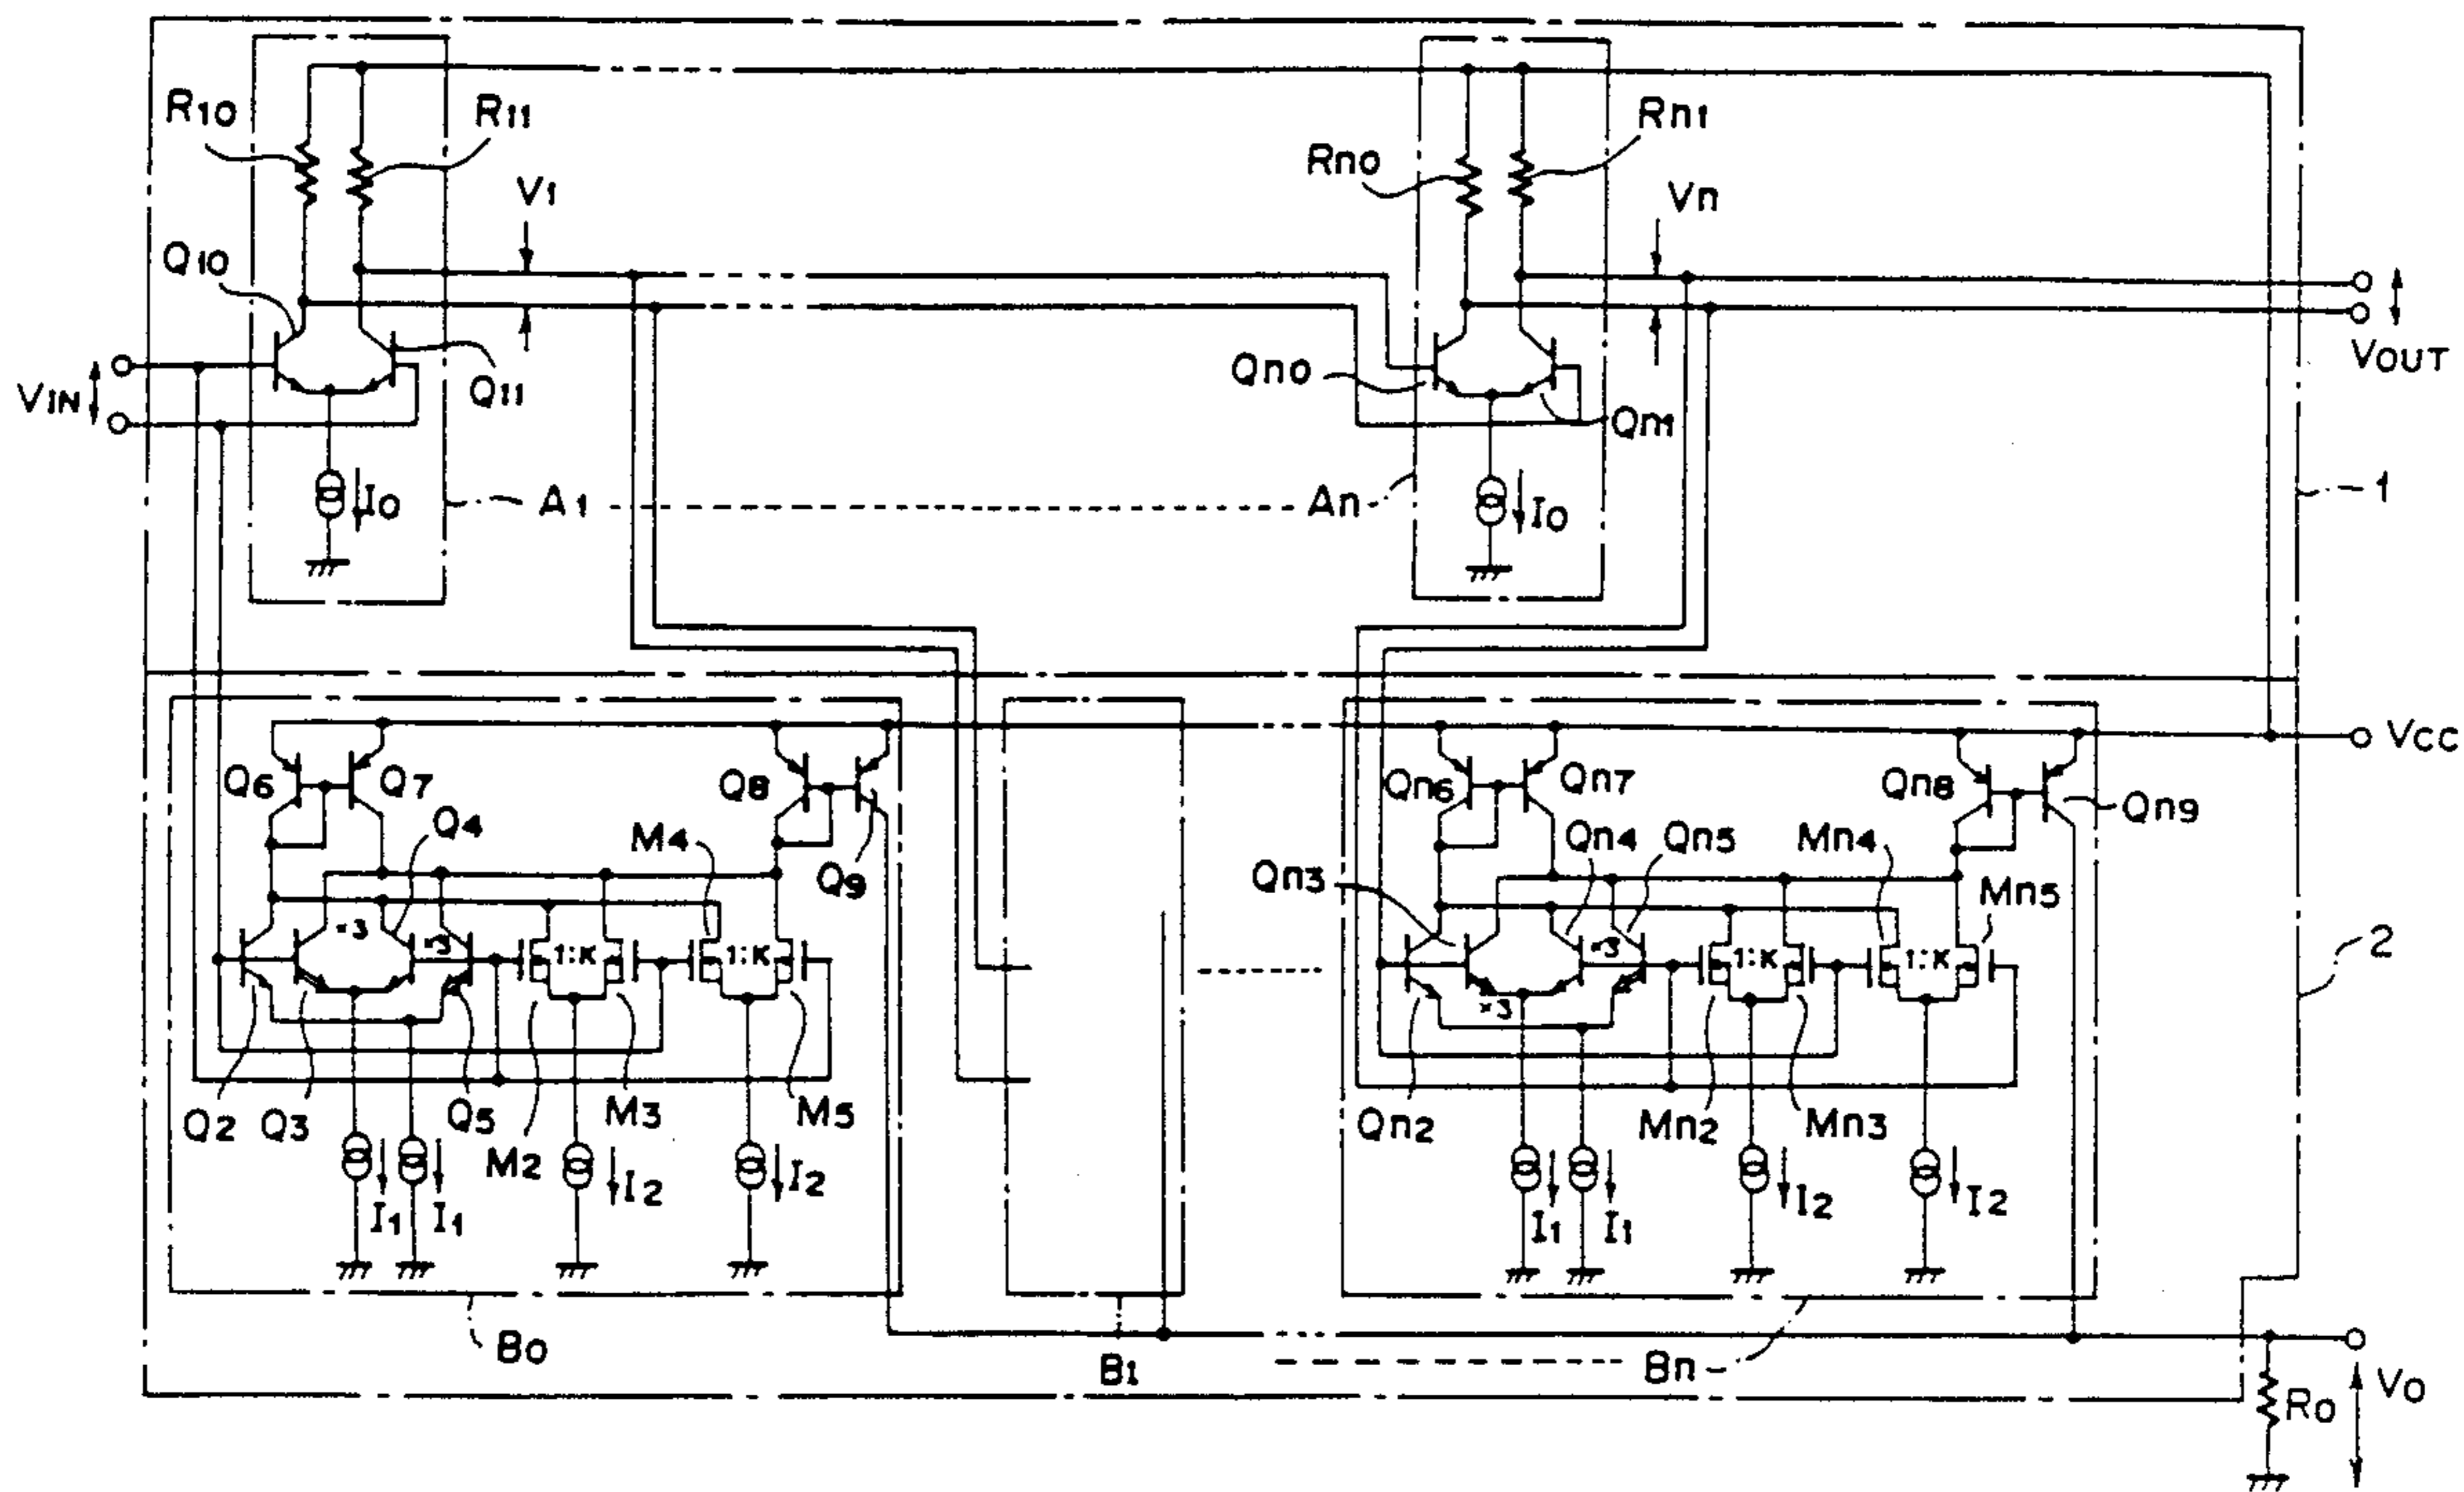 R10
R11
Rn1
Rn0
V1
Vn
Q10
Q11
VIN
Qn0
Qn1
VOUT
I0
A1
An
I0
1
VCC
Q6
Q7
Q8
Q9
Q4
M4
Qn6
Qn7
Qn8
Qn9
Qn4
Qn5
Mn4
Qn3
Mn5
×3
×3
1:K
1:K
×3
1:K
1:K
×3
2
Q2
Q3
Q5
M2
M3
M5
Qn2
Mn2
Mn3
I1
I1
I2
I2
I1
I1
I2
I2
B0
B1
Bn
R0
V0